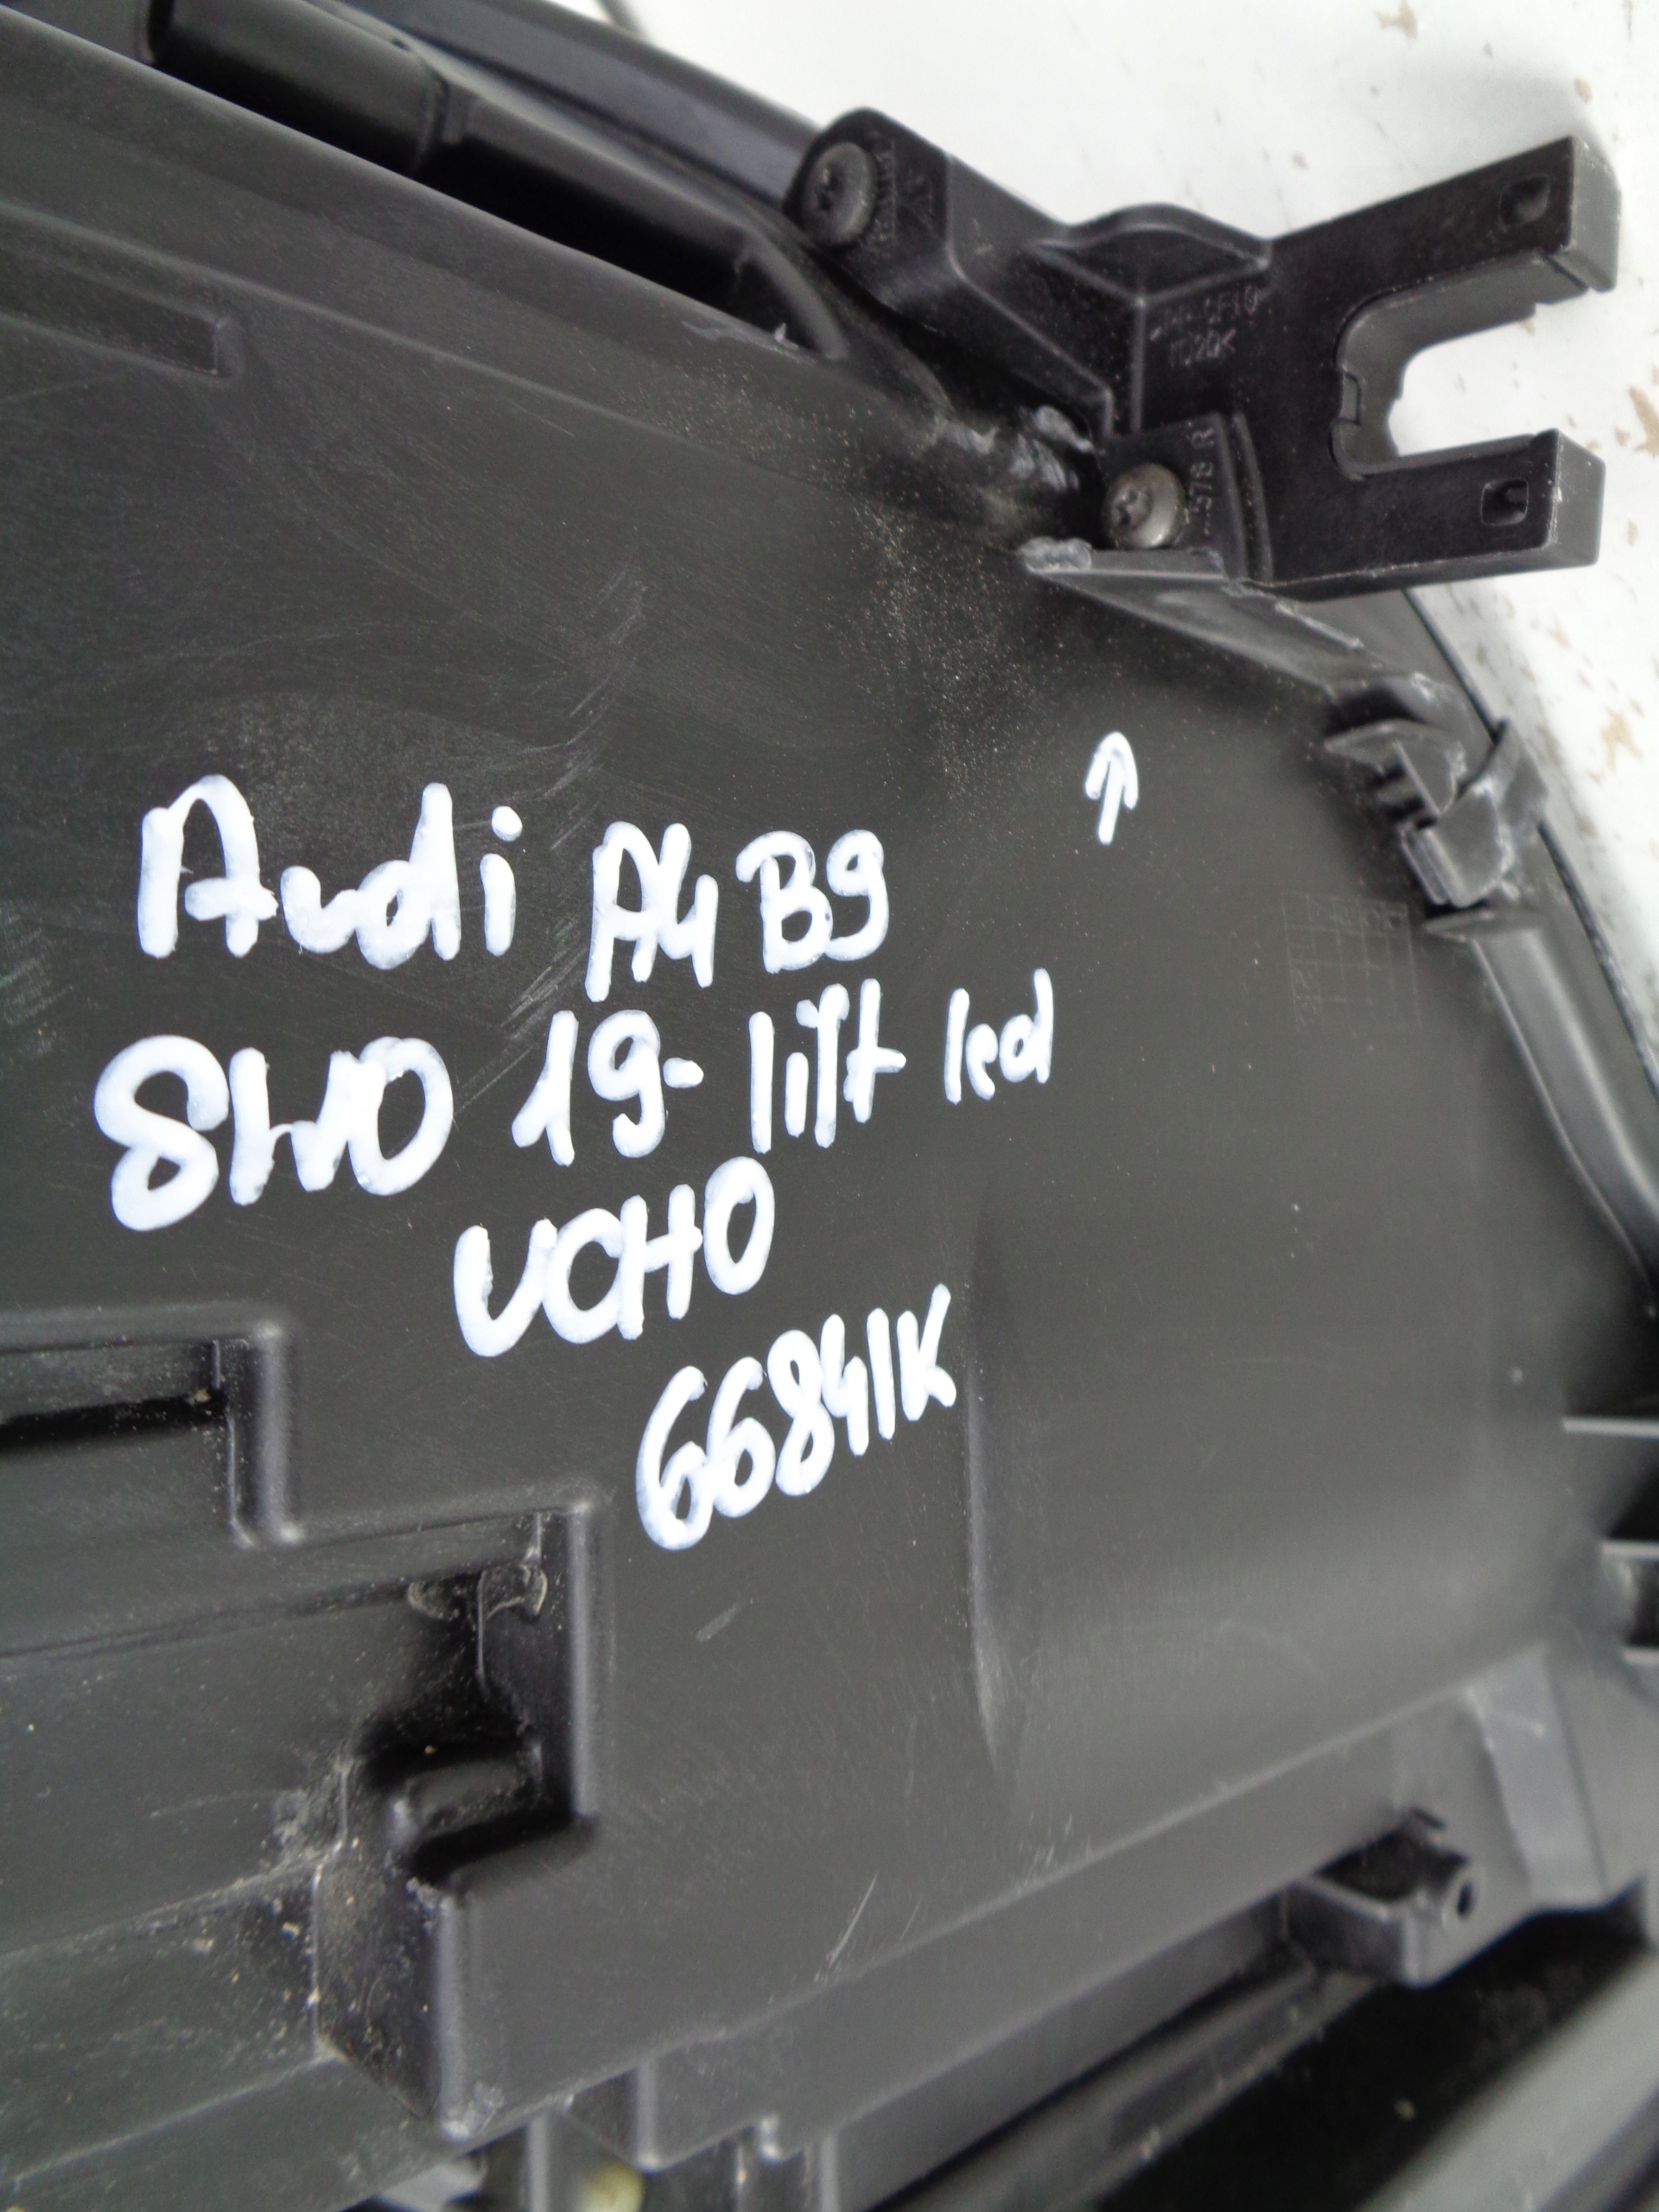 Audi A4 B9
8W0 19- lift led
UCHO
66841K